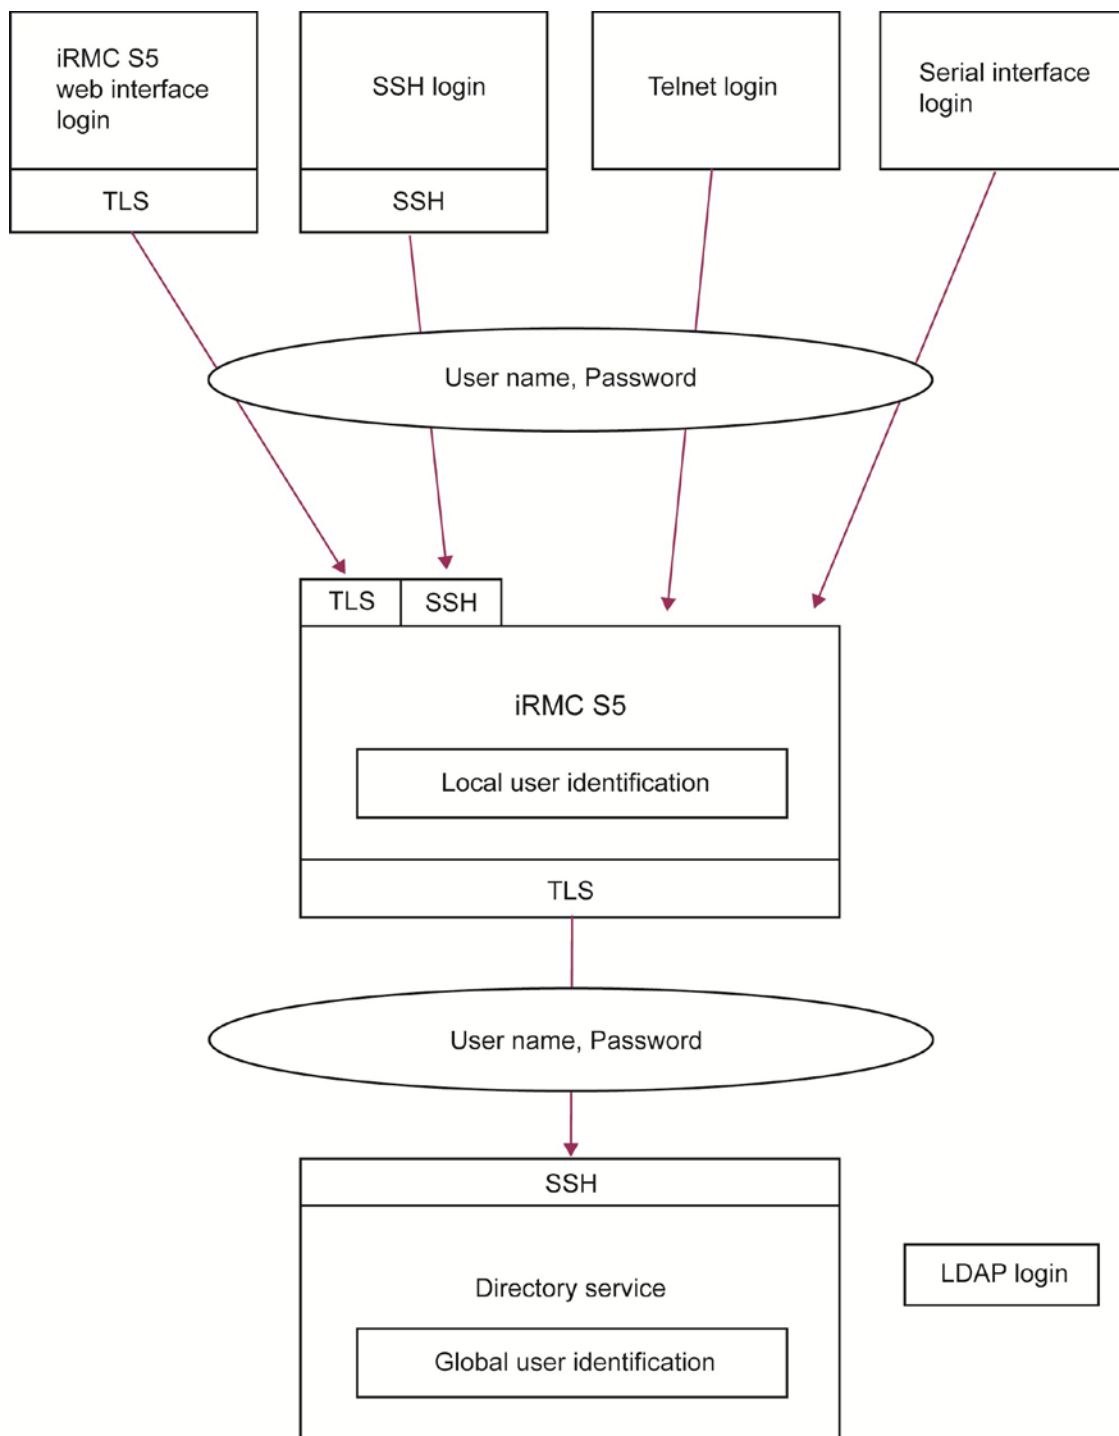 iRMC S5
web interface
login
TLS
SSH login
SSH
Telnet login
Serial interface
login
User name, Password
TLS
SSH
iRMC S5
Local user identification
TLS
User name, Password
SSH
Directory service
Global user identification
LDAP login